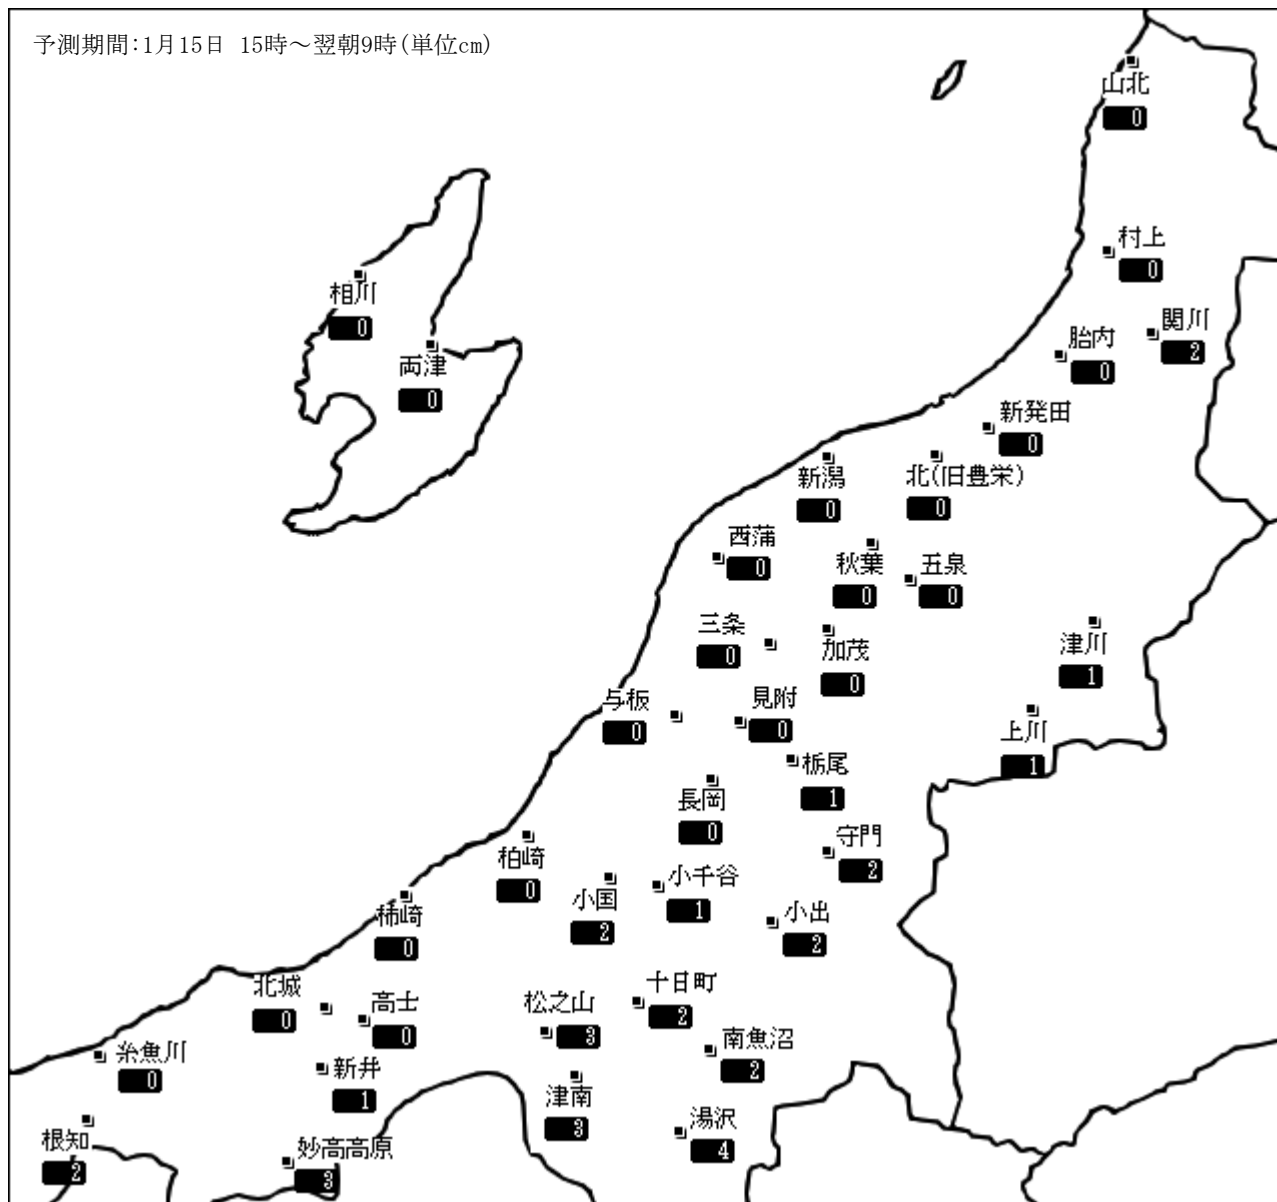 予測期間:1月15日 15時～翌朝9時(単位cm)
山北
0
村上
0
相川
0
関川
2
胎内
0
両津
0
新発田
0
新潟
0
北(旧豊栄)
0
西蒲
0
秋葉
0
五泉
0
三条
0
加茂
0
津川
1
与板
0
見附
0
上川
1
栃尾
1
長岡
0
守門
2
柏崎
0
小千谷
1
小国
2
小出
2
柿崎
0
北城
0
高士
0
松之山
3
十日町
2
南魚沼
2
糸魚川
0
新井
1
津南
3
湯沢
4
根知
2
妙高高原
3